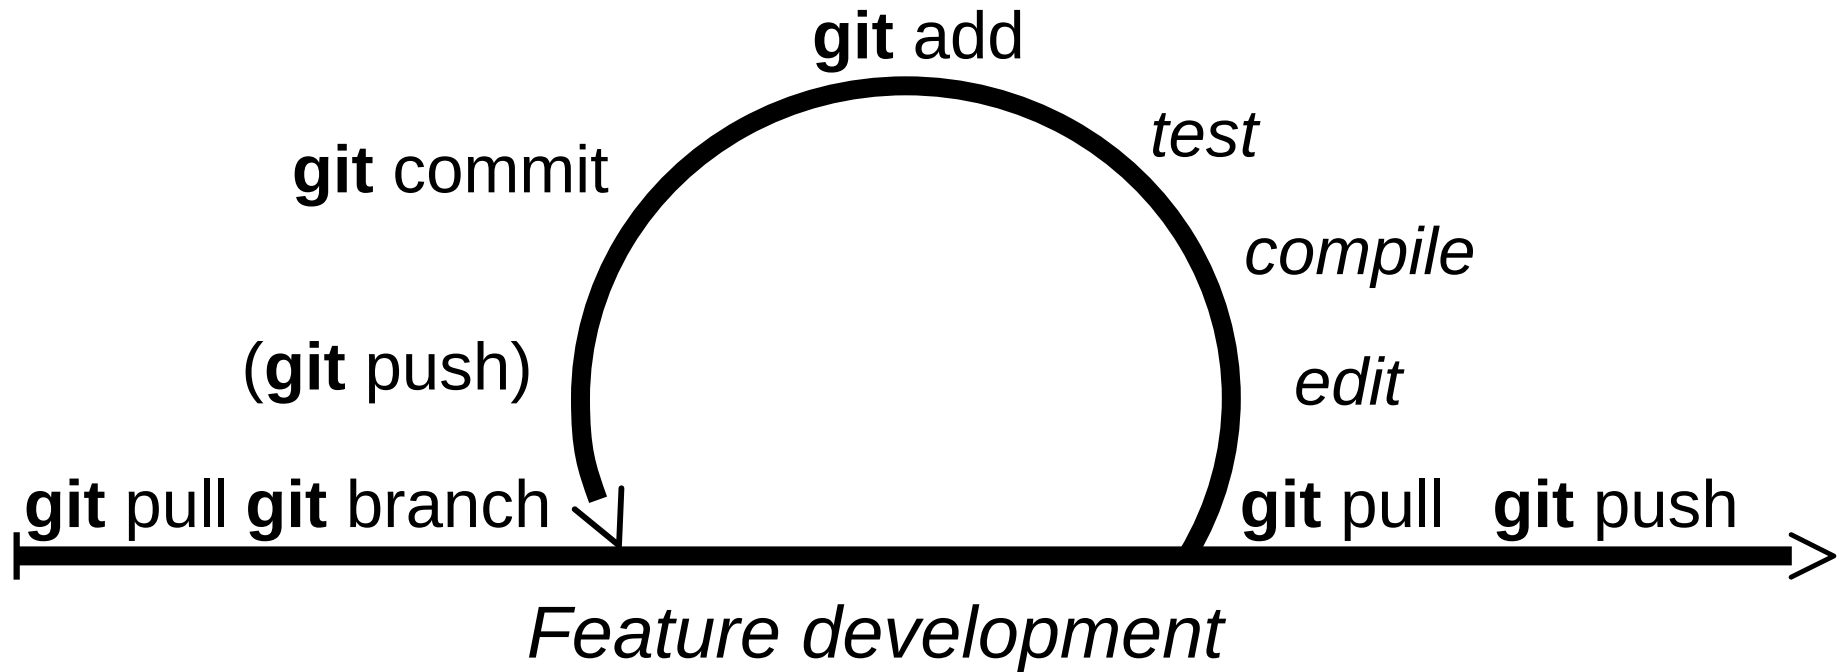 git add
test
git commit
compile
(git push)
edit
git pull git branch
git pull git push
Feature development